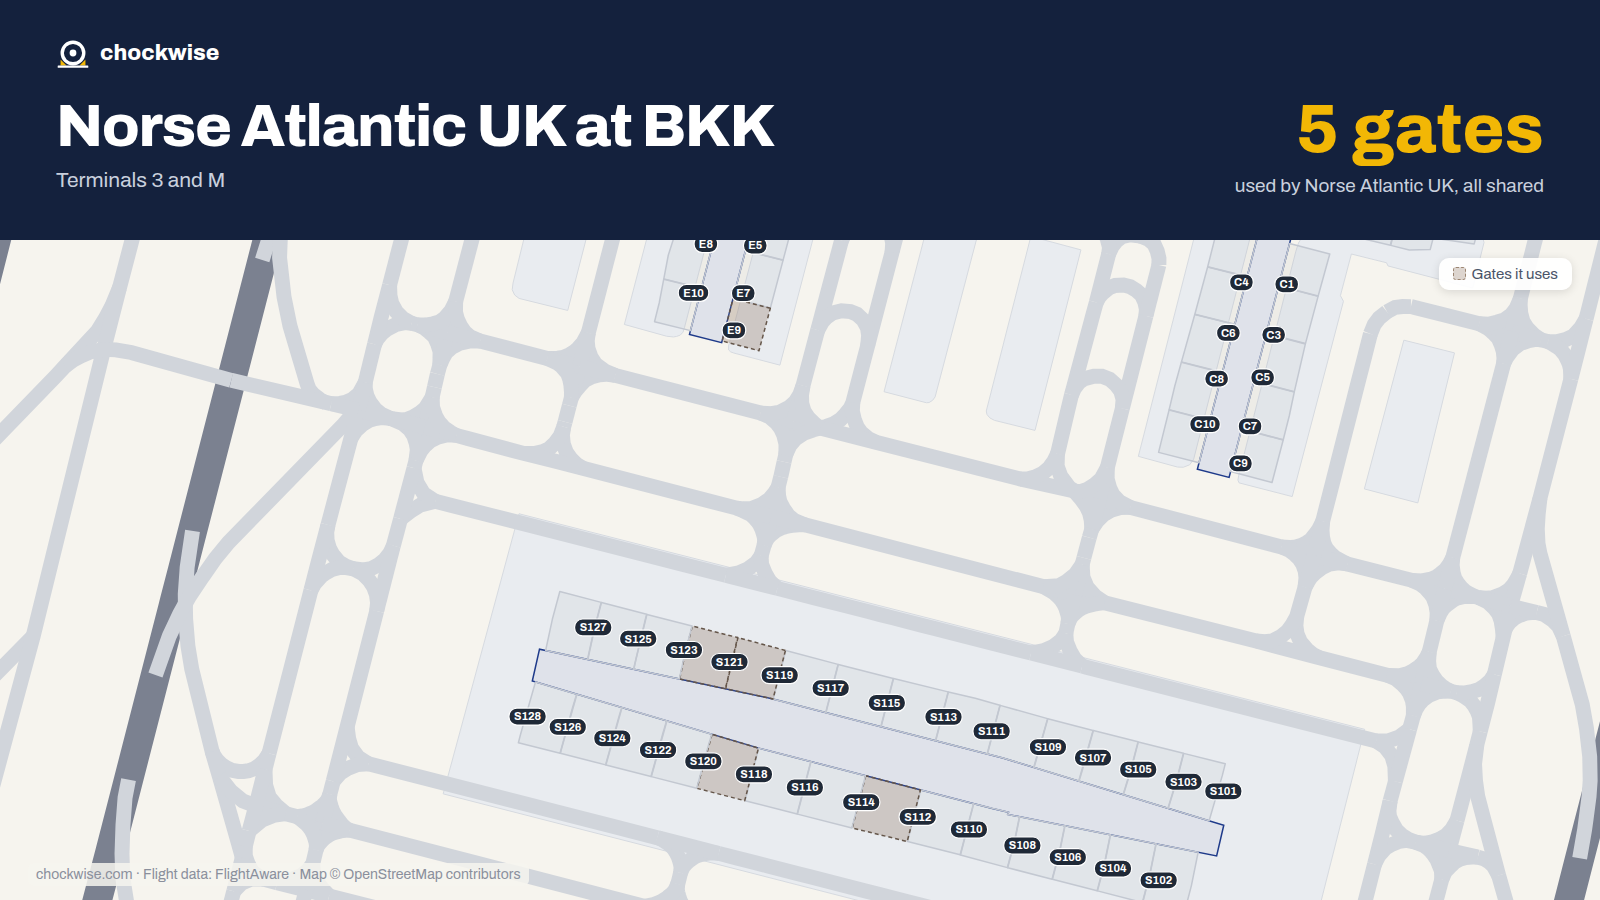 chockwise
Norse Atlantic UK at BKK
Terminals 3 and M
5 gates
used by Norse Atlantic UK, all shared
Gates it uses
E8
E5
E10
E7
E9
C4
C1
C6
C3
C8
C5
C10
C7
C9
S127
S125
S123
S121
S119
S117
S115
S113
S111
S109
S107
S105
S103
S101
S128
S126
S124
S122
S120
S118
S116
S114
S112
S110
S108
S106
S104
S102
chockwise.com · Flight data: FlightAware · Map © OpenStreetMap contributors